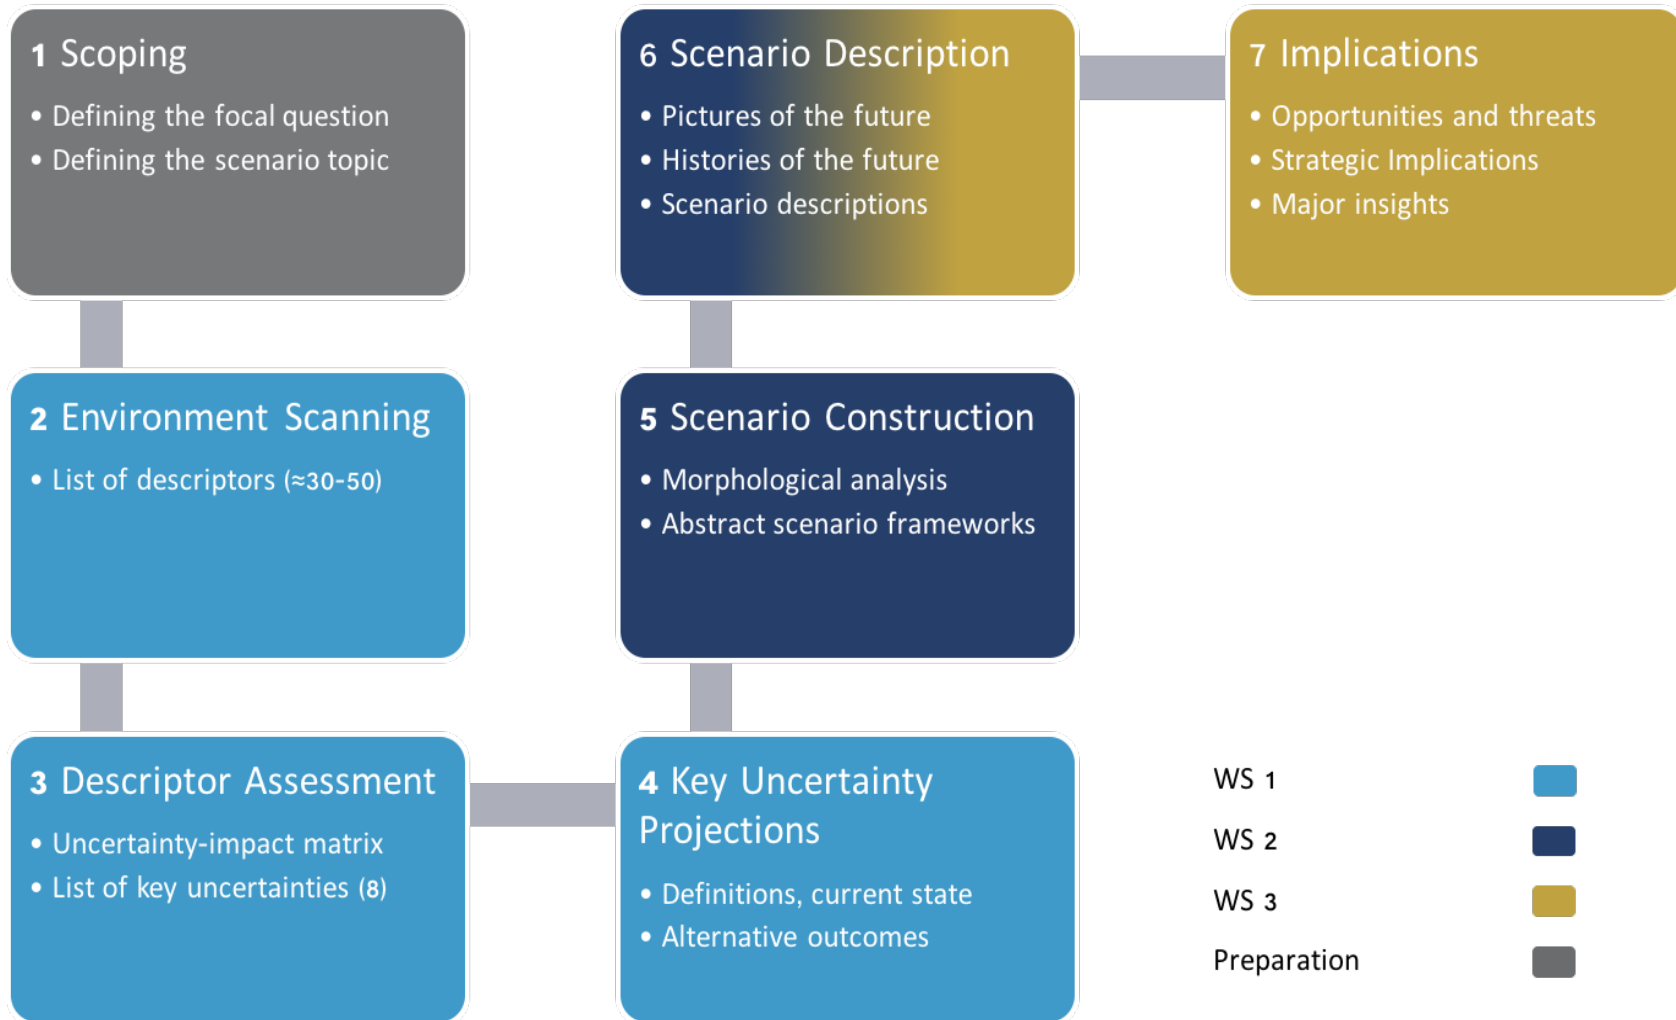 1 Scoping
• Defining the focal question
• Defining the scenario topic
2 Environment Scanning
• List of descriptors (≈30-50)
3 Descriptor Assessment
• Uncertainty-impact matrix
• List of key uncertainties (8)
4 Key Uncertainty
Projections
• Definitions, current state
• Alternative outcomes
5 Scenario Construction
• Morphological analysis
• Abstract scenario frameworks
6 Scenario Description
• Pictures of the future
• Histories of the future
• Scenario descriptions
7 Implications
• Opportunities and threats
• Strategic Implications
• Major insights
WS 1
WS 2
WS 3
Preparation